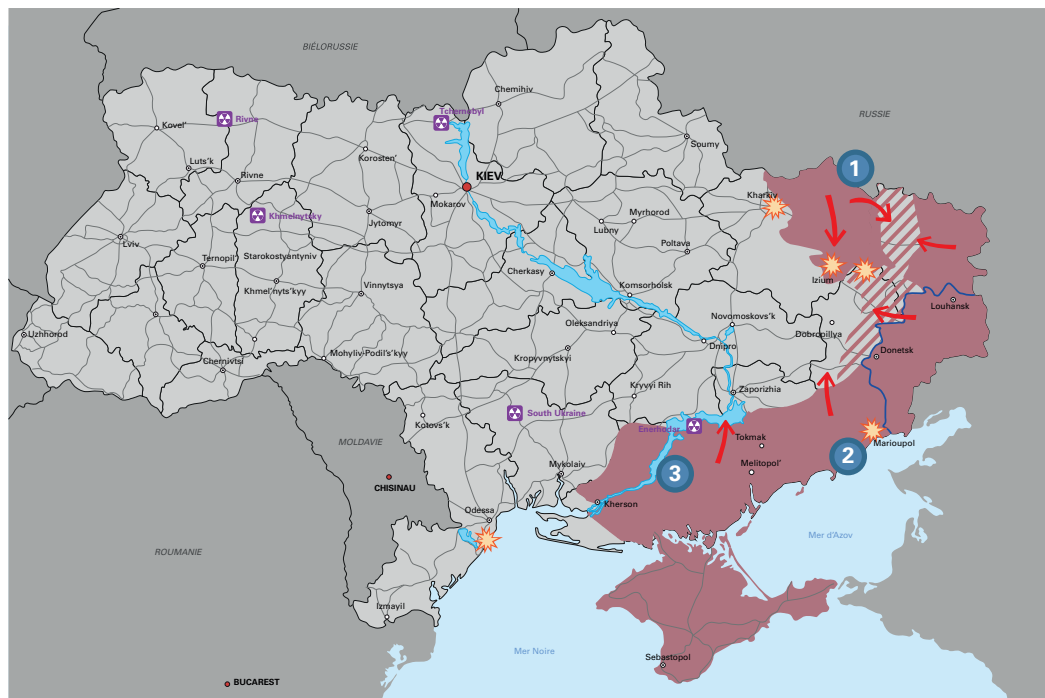 BIÉLORUSSIE
RUSSIE
Chernihiv
Tchernobyl
Rivne
Kovel'
Soumy
Korosten'
Luts'k
Rivne
KIEV
Kharkiv
1
Mokarov
Khmelnytsky
Jytomyr
Myrhorod
Lubny
Lviv
Poltava
Ternopil'
Starokostyantyniv
Cherkasy
Izium
Khmel'nyts'kyy
Vinnytsya
Komsorholsk
Louhansk
Novomoskovs'k
Oleksandriya
Uzhhorod
Dobropillya
Dnipro
Donetsk
Chernivtsi
Mohyliv-Podil's'kyy
Kropyvnytskyi
Kryvyi Rih
Zaporizhia
South Ukraine
Kotovs'k
Enerhodar
Tokmak
Marioupol
MOLDAVIE
2
Mykolaiv
Melitopol'
3
CHISINAU
Kherson
Odessa
Mer d'Azov
ROUMANIE
Izmayil
Mer Noire
Sebastopol
BUCAREST